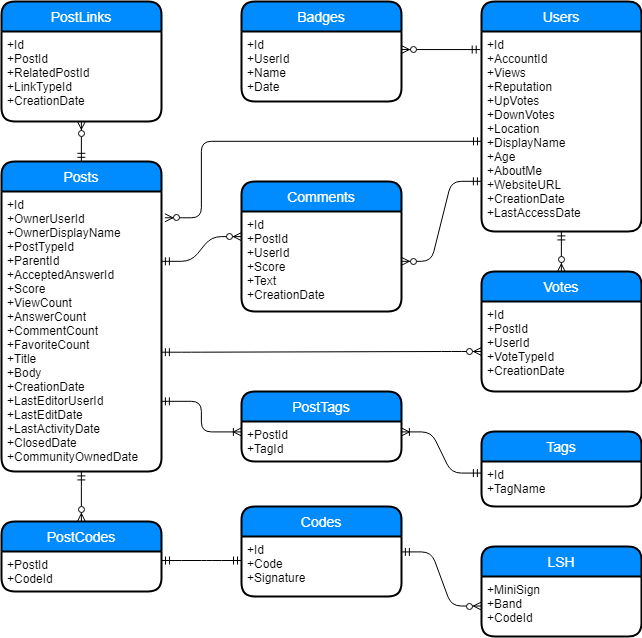 PostLinks
+Id
+PostId
+RelatedPostId
+LinkTypeId
+CreationDate
Badges
+Id
+UserId
+Name
+Date
Users
+Id
+AccountId
+Views
+Reputation
+UpVotes
+DownVotes
+Location
+DisplayName
+Age
+AboutMe
+WebsiteURL
+CreationDate
+LastAccessDate
Posts
+Id
+OwnerUserId
+OwnerDisplayName
+PostTypeId
+ParentId
+AcceptedAnswerId
+Score
+ViewCount
+AnswerCount
+CommentCount
+FavoriteCount
+Title
+Body
+CreationDate
+LastEditorUserId
+LastEditDate
+LastActivityDate
+ClosedDate
+CommunityOwnedDate
Comments
+Id
+PostId
+UserId
+Score
+Text
+CreationDate
Votes
+Id
+PostId
+UserId
+VoteTypeId
+CreationDate
PostTags
+PostId
+TagId
Tags
+Id
+TagName
PostCodes
+PostId
+CodeId
Codes
+Id
+Code
+Signature
LSH
+MiniSign
+Band
+CodeId